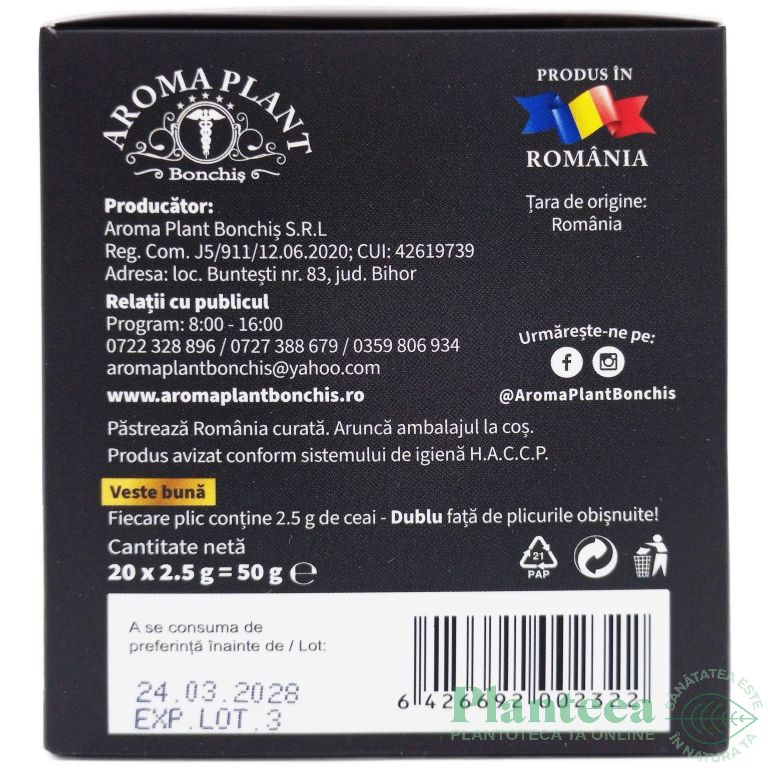 AROMA PLANT
Bonchiș
PRODUS ÎN
ROMÂNIA
Țara de origine:
România
Producător:
Aroma Plant Bonchiș S.R.L
Reg. Com. J5/911/12.06.2020; CUI: 42619739
Adresa: loc. Buntești nr. 83, jud. Bihor
Relații cu publicul
Program: 8:00 - 16:00
0722 328 896 / 0727 388 679 / 0359 806 934
aromaplantbonchis@yahoo.com
www.aromaplantbonchis.ro
Urmărește-ne pe:
@AromaPlantBonchis
Păstrează România curată. Aruncă ambalajul la coș.
Produs avizat conform sistemului de igienă H.A.C.C.P.
Veste bună
Fiecare plic conține 2.5 g de ceai - Dublu față de plicurile obișnuite!
Cantitate netă
20 x 2.5 g = 50 g ℮
21
PAP
A se consuma de
preferință înainte de / Lot:
24.03.2028
EXP.LOT.3
6 426692 002322
Planteea
PLANTOTECA TA ONLINE
SĂNĂTATEA ESTE
ÎN NATURA TA